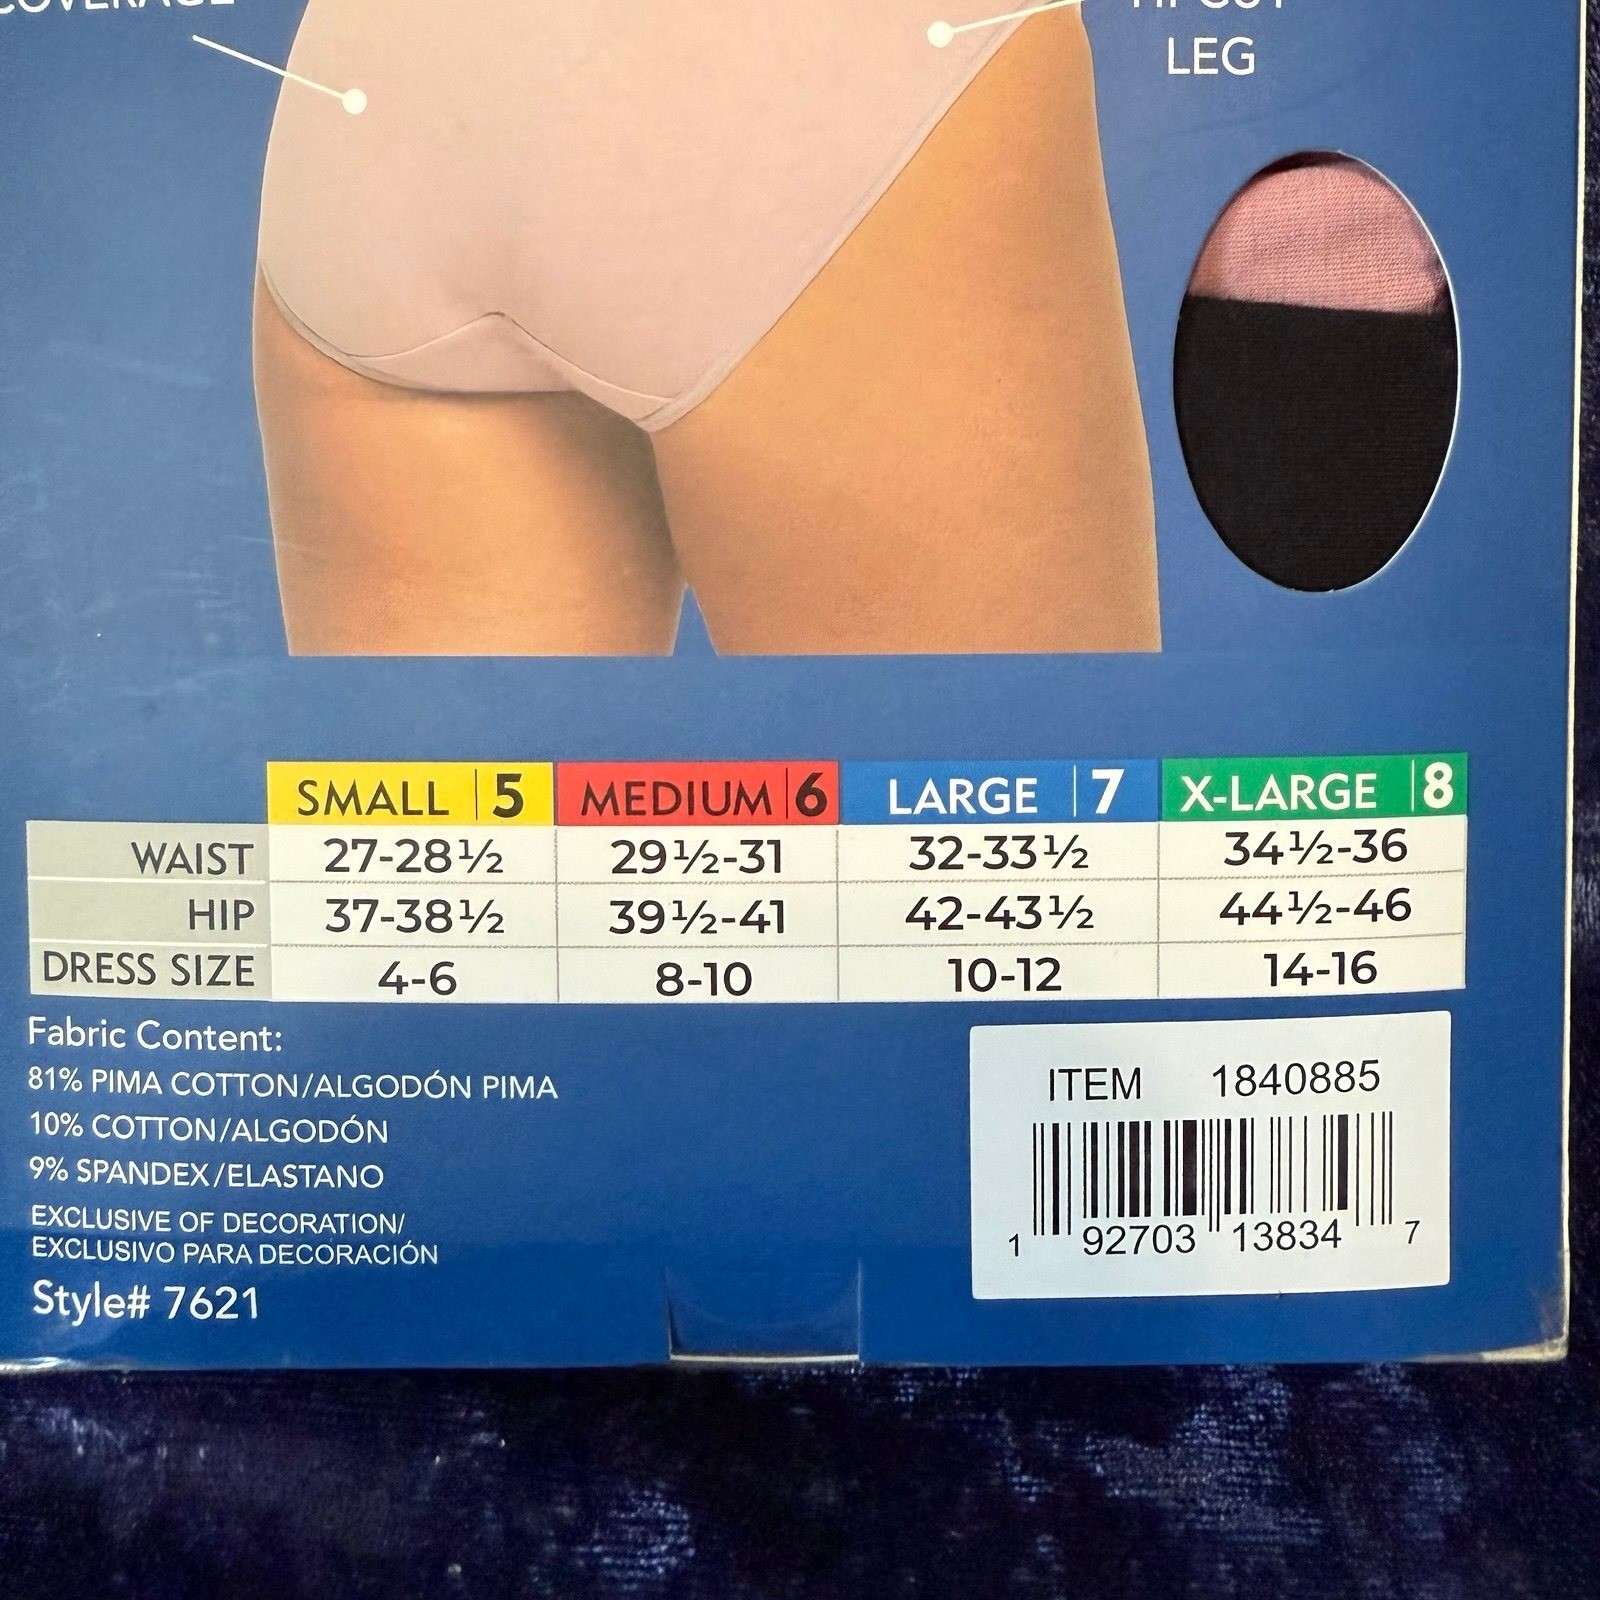 COVERAGE
HI-CUT
LEG
SMALL | 5 MEDIUM | 6 LARGE | 7 X-LARGE | 8
WAIST 27-28½ 29½-31 32-33½ 34½-36
HIP 37-38½ 39½-41 42-43½ 44½-46
DRESS SIZE 4-6 8-10 10-12 14-16
Fabric Content:
81% PIMA COTTON/ALGODÓN PIMA
10% COTTON/ALGODÓN
9% SPANDEX/ELASTANO
EXCLUSIVE OF DECORATION/
EXCLUSIVO PARA DECORACIÓN
Style# 7621
ITEM 1840885
1 92703 13834 7